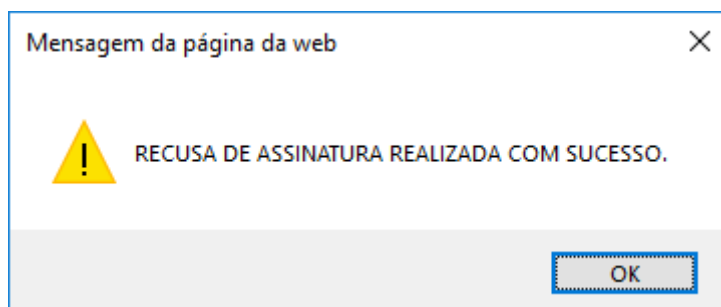 Mensagem da página da web
RECUSA DE ASSINATURA REALIZADA COM SUCESSO.
OK